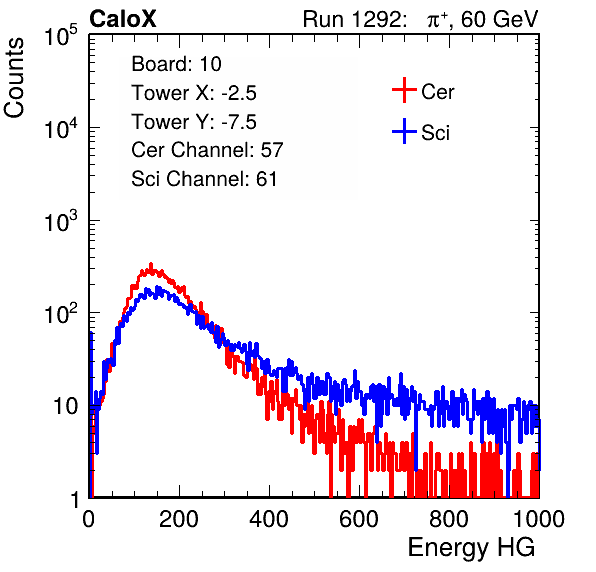 CaloX Run 1292: π⁺, 60 GeV
Board: 10
Tower X: -2.5
Tower Y: -7.5
Cer Channel: 57
Sci Channel: 61
Cer
Sci
Counts
10⁵
10⁴
10³
10²
10
1
0 200 400 600 800 1000
Energy HG